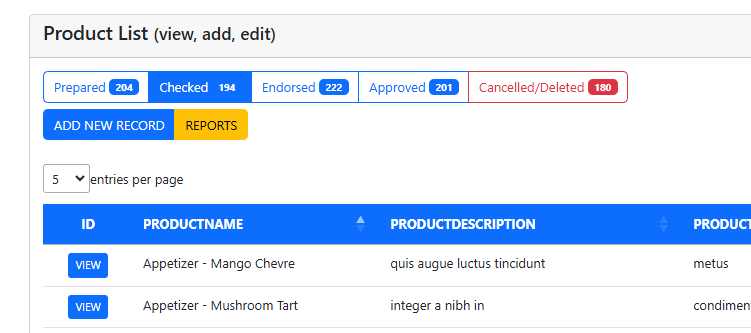 Product List (view, add, edit)
Prepared 204 Checked 194 Endorsed 222 Approved 201 Cancelled/Deleted 180
ADD NEW RECORD REPORTS
5 entries per page
ID PRODUCTNAME PRODUCTDESCRIPTION PRODUCT
VIEW Appetizer - Mango Chevre quis augue luctus tincidunt metus
VIEW Appetizer - Mushroom Tart integer a nibh in condimen